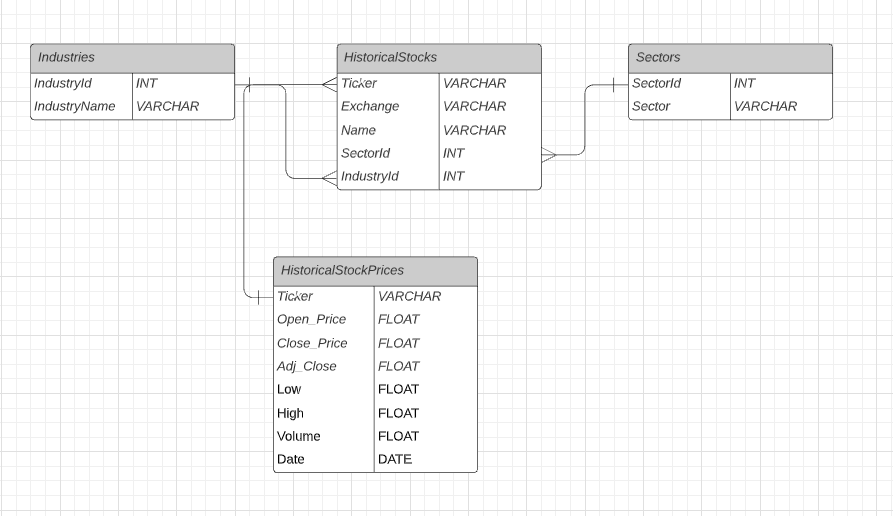 Industries
IndustryId INT
IndustryName VARCHAR
HistoricalStocks
Ticker VARCHAR
Exchange VARCHAR
Name VARCHAR
SectorId INT
IndustryId INT
Sectors
SectorId INT
Sector VARCHAR
HistoricalStockPrices
Ticker VARCHAR
Open_Price FLOAT
Close_Price FLOAT
Adj_Close FLOAT
Low FLOAT
High FLOAT
Volume FLOAT
Date DATE